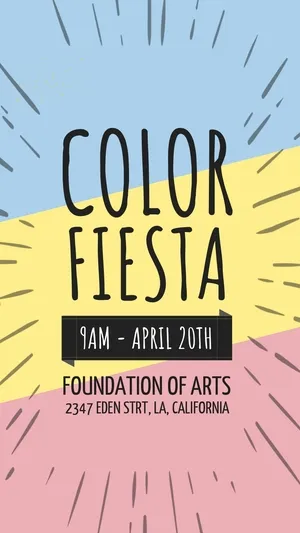 COLOR
FIESTA
9AM - APRIL 20TH
FOUNDATION OF ARTS
2347 EDEN STRT, LA, CALIFORNIA